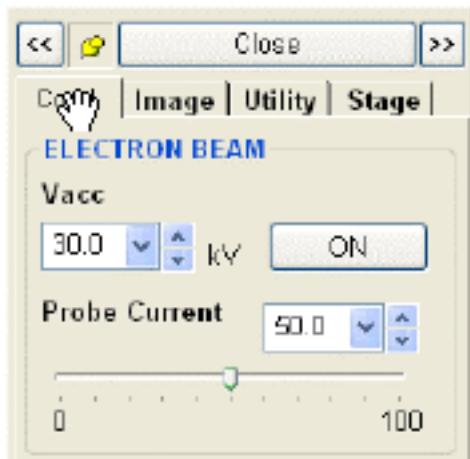 << Close >>
Image Utility Stage
ELECTRON BEAM
Vacc
30.0 kV ON
Probe Current 50.0
0 100